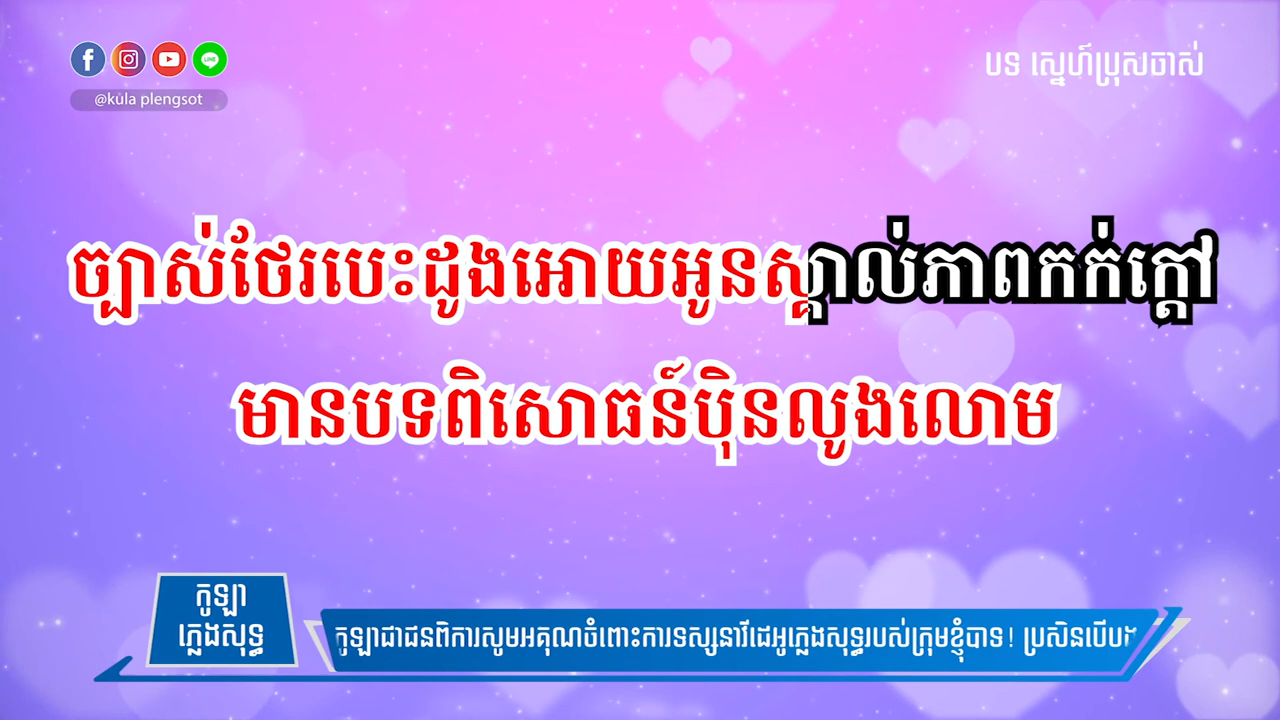 បទ ស្នេហ៍ប្រុសចាស់
@kula plengsot
ច្បាស់ថែរបេះដូងអោយអូនស្គាល់ភាពកក់ក្ដៅ
មានបទពិសោធន៍ប៉ិនលូងលោម
កូឡា
ភ្លេងសុទ្ធ
កូឡាជាជនពិការសូមអគុណចំពោះការទស្សនាវីដេអូភ្លេងសុទ្ធរបស់ក្រុមខ្ញុំបាទ! ប្រសិនបើបង